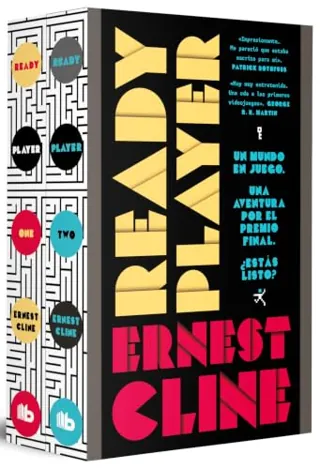 READY
READY
PLAYER
PLAYER
ONE
TWO
ERNEST
CLINE
ERNEST
CLINE
READY
PLAYER
ERNEST
CLINE
«Impresionante.
Me pareció que estaba
escrito para mí».
PATRICK ROTHFUSS
«Muy muy entretenida.
Una oda a los primeros
videojuegos». GEORGE
R. R. MARTIN
UN MUNDO
EN JUEGO.
UNA
AVENTURA
POR EL
PREMIO
FINAL.
¿ESTÁS
LISTO?